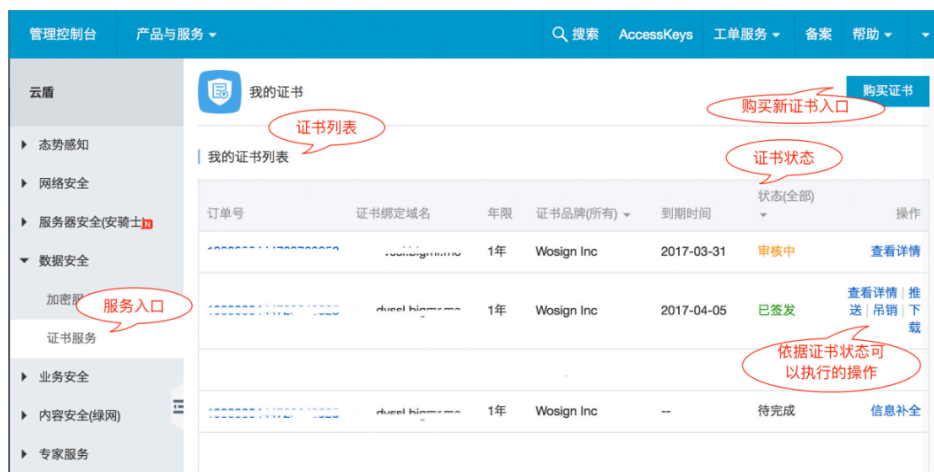 管理控制台 产品与服务 搜索 AccessKeys 工单服务 备案 帮助
云盾
态势感知
网络安全
服务器安全(安骑士) N
数据安全
加密服
服务入口
证书服务
业务安全
内容安全(绿网)
专家服务
我的证书
购买证书
购买新证书入口
证书列表
我的证书列表
证书状态
订单号 证书绑定域名 年限 证书品牌(所有) 到期时间 状态(全部) 操作
1年 Wosign Inc 2017-03-31 审核中 查看详情
1年 Wosign Inc 2017-04-05 已签发 查看详情 | 推
送 | 吊销 | 下
载
依据证书状态可
以执行的操作
1年 Wosign Inc -- 待完成 信息补全